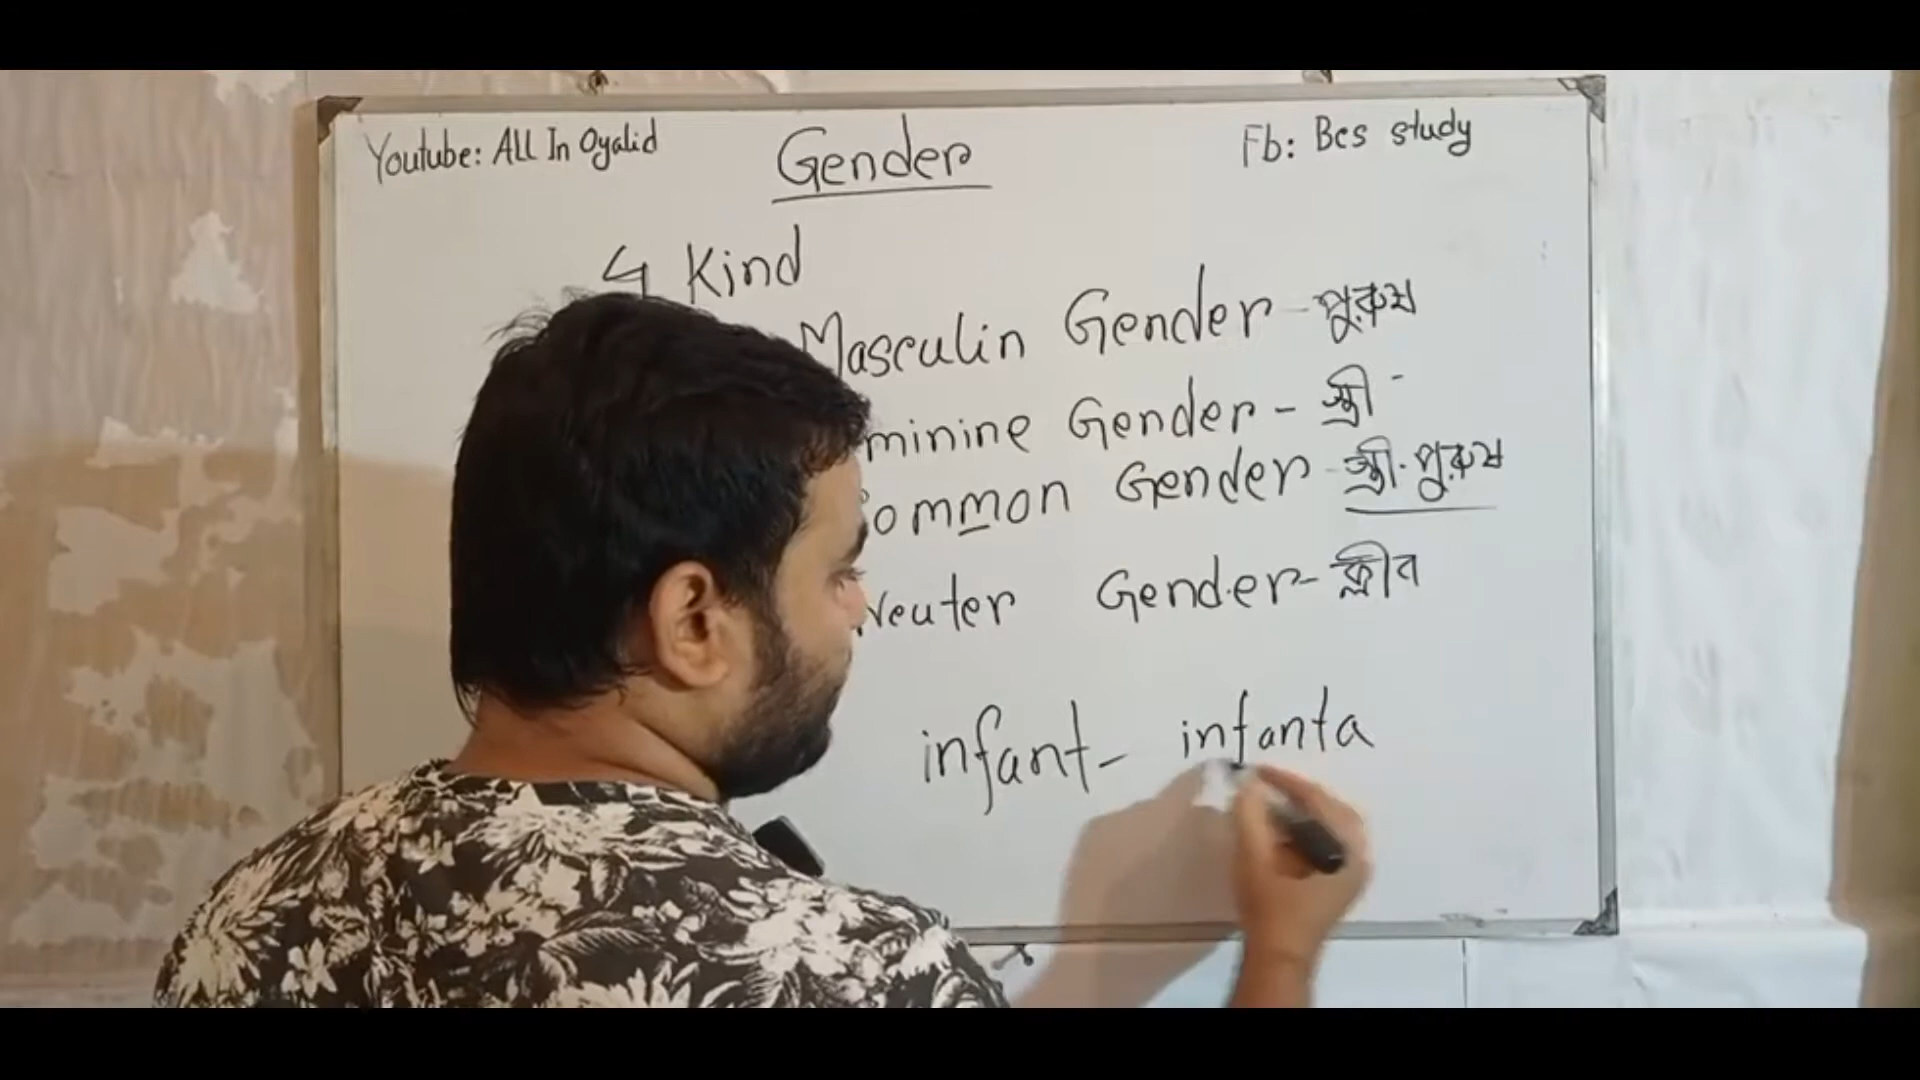 Youtube: ALL In Oyalid
Gender
Fb: Bcs study
4 Kind
Masculin Gender - পুরুষ
minine Gender - স্ত্রী
ommon Gender - স্ত্রী.পুরুষ
Neuter Gender - ক্লীব
infant - infanta